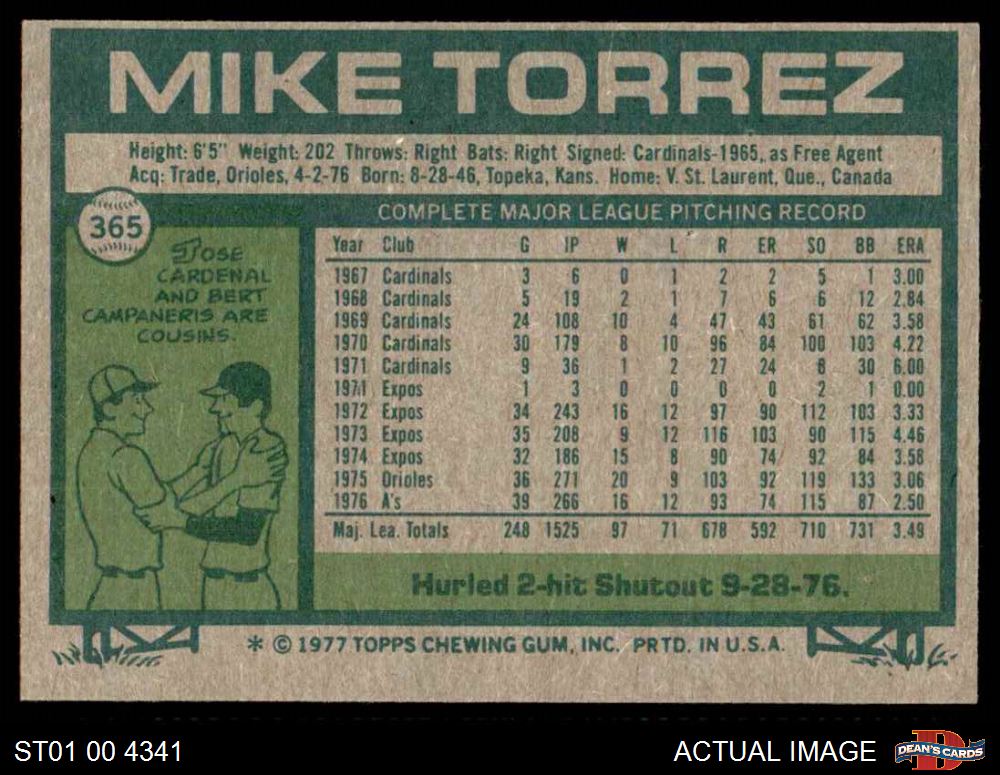 MIKE TORREZ
Height: 6'5" Weight: 202 Throws: Right Bats: Right Signed: Cardinals-1965, as Free Agent
Acq: Trade, Orioles, 4-2-76 Born: 8-28-46, Topeka, Kans. Home: V. St. Laurent, Que., Canada
365
JOSE
CARDENAL
AND BERT
CAMPANERIS ARE
COUSINS.
COMPLETE MAJOR LEAGUE PITCHING RECORD
Year Club G IP W L R ER SO BB ERA
1967 Cardinals 3 6 0 1 2 2 5 1 3.00
1968 Cardinals 5 19 2 1 7 6 6 12 2.84
1969 Cardinals 24 108 10 4 47 43 61 62 3.58
1970 Cardinals 30 179 8 10 96 84 100 103 4.22
1971 Cardinals 9 36 1 2 27 24 8 30 6.00
1971 Expos 1 3 0 0 0 0 2 1 0.00
1972 Expos 34 243 16 12 97 90 112 103 3.33
1973 Expos 35 208 9 12 116 103 90 115 4.46
1974 Expos 32 186 15 8 90 74 92 84 3.58
1975 Orioles 36 271 20 9 103 92 119 133 3.06
1976 A's 39 266 16 12 93 74 115 87 2.50
Maj. Lea. Totals 248 1525 97 71 678 592 710 731 3.49
Hurled 2-hit Shutout 9-28-76.
* © 1977 TOPPS CHEWING GUM, INC. PRTD. IN U.S.A.
ST01 00 4341
ACTUAL IMAGE
D
DEAN'S CARDS